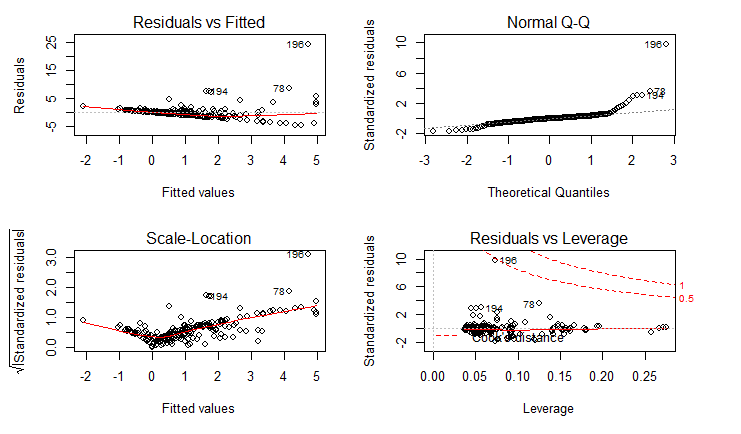 Residuals vs Fitted
Residuals
25
15
5
-5
196
194
78
-2 -1 0 1 2 3 4 5
Fitted values
Normal Q-Q
Standardized residuals
10
6
2
-2
196
78
194
-3 -2 -1 0 1 2 3
Theoretical Quantiles
Scale-Location
√|Standardized residuals|
3.0
2.0
1.0
0.0
196
78
194
-2 -1 0 1 2 3 4 5
Fitted values
Residuals vs Leverage
Standardized residuals
10
6
2
-2
196
194
78
1
0.5
Cook's distance
0.00 0.05 0.10 0.15 0.20 0.25
Leverage